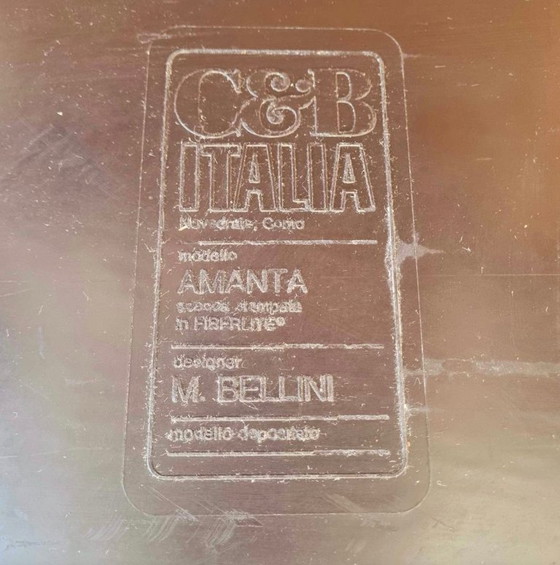 C&B
ITALIA
Novedrate, Como
modello
AMANTA
scocca stampata
in FIBERLITE®
designer
M. BELLINI
modello depositato